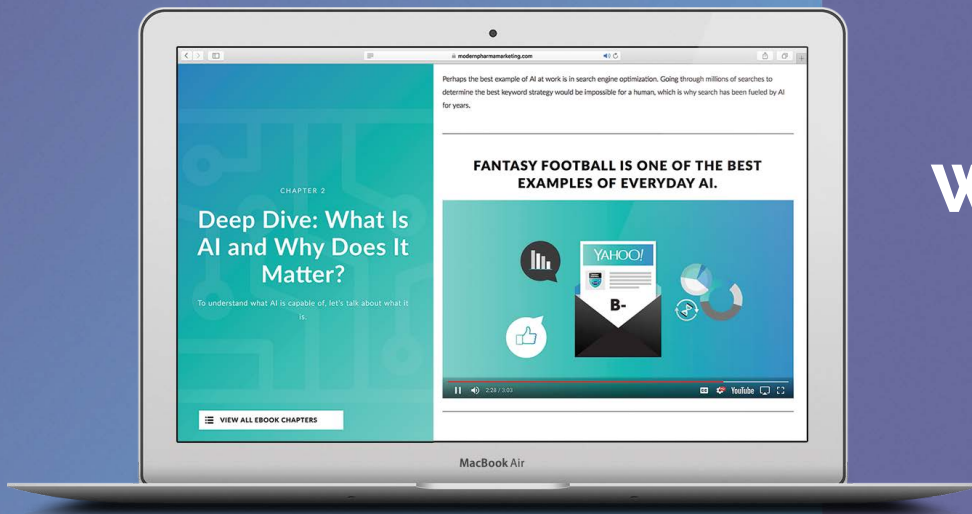 modernpharmamarketing.com
Perhaps the best example of AI at work is in search engine optimization. Going through millions of searches to
determine the best keyword strategy would be impossible for a human, which is why search has been fueled by AI
for years.
CHAPTER 2
Deep Dive: What Is
AI and Why Does It
Matter?
To understand what AI is capable of, let's talk about what it
is.
VIEW ALL EBOOK CHAPTERS
FANTASY FOOTBALL IS ONE OF THE BEST
EXAMPLES OF EVERYDAY AI.
YAHOO!
B-
2:28 / 3:03
CC
YouTube
MacBook Air
W